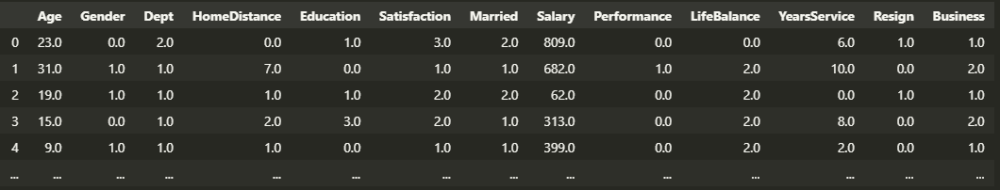 Age Gender Dept HomeDistance Education Satisfaction Married Salary Performance LifeBalance YearsService Resign Business
0 23.0 0.0 2.0 0.0 1.0 3.0 2.0 809.0 0.0 0.0 6.0 1.0 1.0
1 31.0 1.0 1.0 7.0 0.0 1.0 1.0 682.0 1.0 2.0 10.0 0.0 2.0
2 19.0 1.0 1.0 1.0 1.0 2.0 2.0 62.0 0.0 2.0 0.0 1.0 1.0
3 15.0 0.0 1.0 2.0 3.0 2.0 1.0 313.0 0.0 2.0 8.0 0.0 2.0
4 9.0 1.0 1.0 1.0 0.0 1.0 1.0 399.0 0.0 2.0 2.0 0.0 1.0
... ... ... ... ... ... ... ... ... ... ... ... ... ...